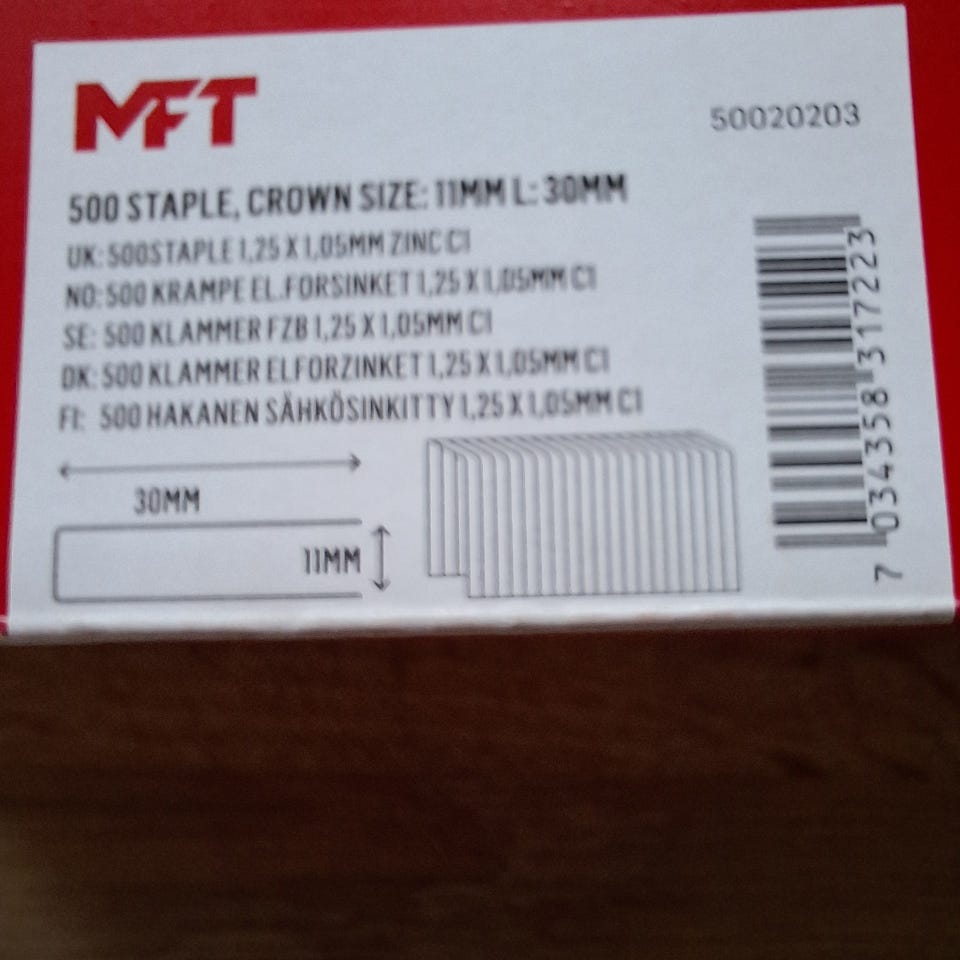 MFT
50020203
500 STAPLE, CROWN SIZE: 11MM L: 30MM
UK: 500STAPLE 1,25 X 1,05MM ZINC C1
NO: 500 KRAMPE EL.FORSINKET 1,25 X 1,05MM C1
SE: 500 KLAMMER FZB 1,25 X 1,05MM C1
DK: 500 KLAMMER ELFORZINKET 1,25 X 1,05MM C1
FI: 500 HAKANEN SÄHKÖSINKITTY 1,25 X 1,05MM C1
30MM
11MM
7 034358 317223